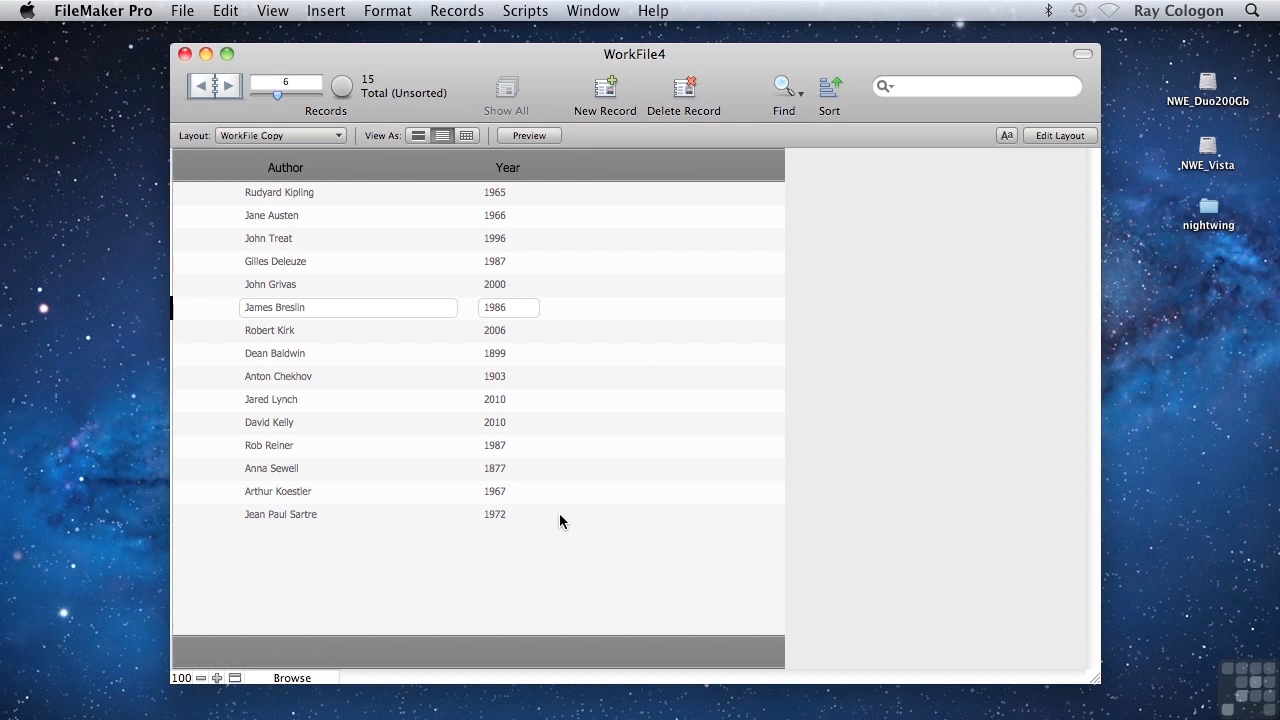 FileMaker Pro File Edit View Insert Format Records Scripts Window Help Ray Cologon
WorkFile4
6
15
Total (Unsorted)
Records Show All New Record Delete Record Find Sort
Layout: WorkFile Copy View As: Preview Aa Edit Layout
Author Year
Rudyard Kipling 1965
Jane Austen 1966
John Treat 1996
Gilles Deleuze 1987
John Grivas 2000
James Breslin 1986
Robert Kirk 2006
Dean Baldwin 1899
Anton Chekhov 1903
Jared Lynch 2010
David Kelly 2010
Rob Reiner 1987
Anna Sewell 1877
Arthur Koestler 1967
Jean Paul Sartre 1972
100 Browse
NWE_Duo200Gb
NWE_Vista
nightwing